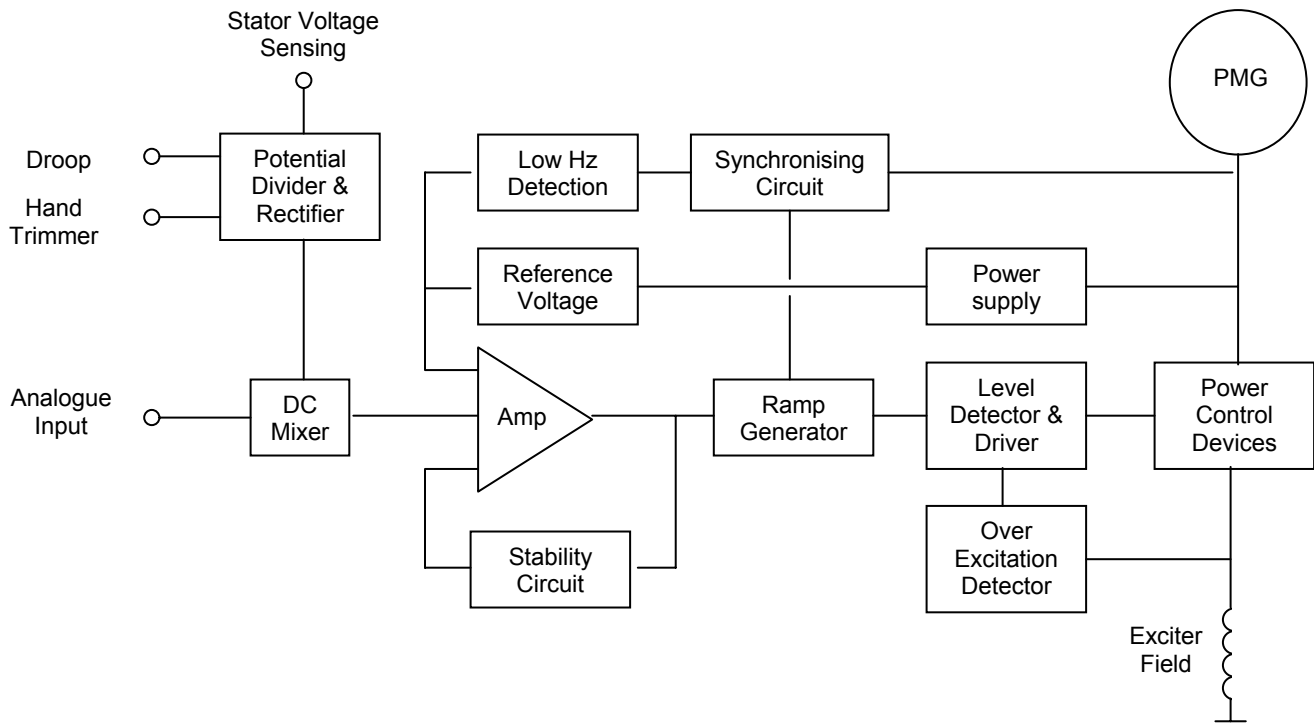 Stator Voltage
Sensing
PMG
Droop
Hand
Trimmer
Potential
Divider &
Rectifier
Low Hz
Detection
Synchronising
Circuit
Reference
Voltage
Power
supply
Analogue
Input
DC
Mixer
Amp
Ramp
Generator
Level
Detector &
Driver
Power
Control
Devices
Stability
Circuit
Over
Excitation
Detector
Exciter
Field